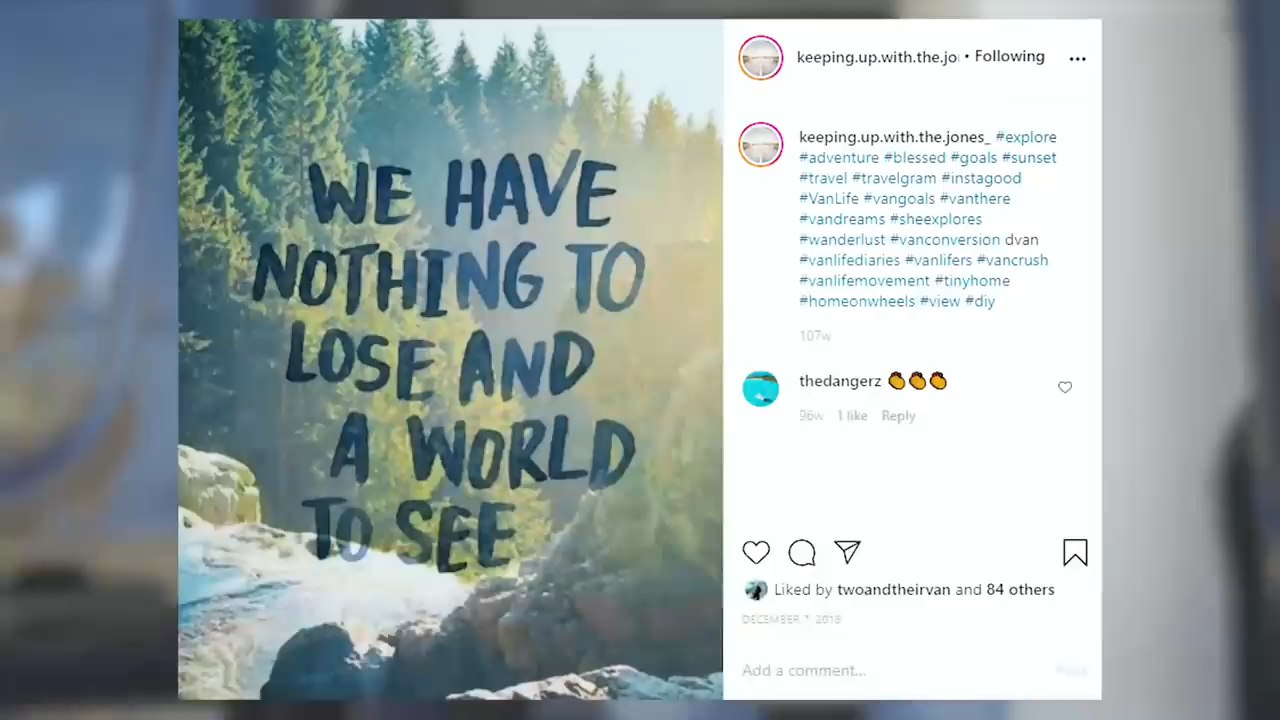 WE HAVE
NOTHING TO
LOSE AND
A WORLD
TO SEE
keeping.up.with.the.jo • Following
keeping.up.with.the.jones_ #explore
#adventure #blessed #goals #sunset
#travel #travelgram #instagood
#VanLife #vangoals #vanthere
#vandreams #sheexplores
#wanderlust #vanconversion dvan
#vanlifediaries #vanlifers #vancrush
#vanlifemovement #tinyhome
#homeonwheels #view #diy
107w
thedangerz 👏👏👏
96w 1 like Reply
Liked by twoandtheirvan and 84 others
DECEMBER 7, 2018
Add a comment...